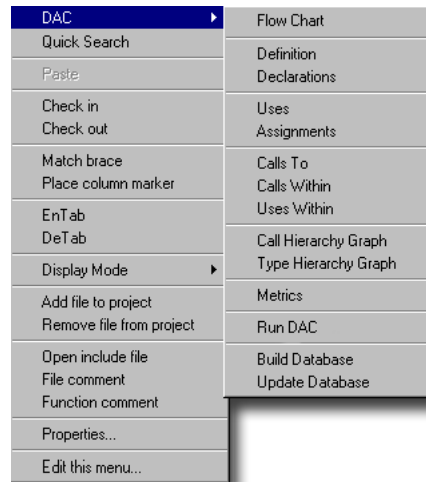 DAC
Quick Search
Paste
Check in
Check out
Match brace
Place column marker
EnTab
DeTab
Display Mode
Add file to project
Remove file from project
Open include file
File comment
Function comment
Properties...
Edit this menu...
Flow Chart
Definition
Declarations
Uses
Assignments
Calls To
Calls Within
Uses Within
Call Hierarchy Graph
Type Hierarchy Graph
Metrics
Run DAC
Build Database
Update Database